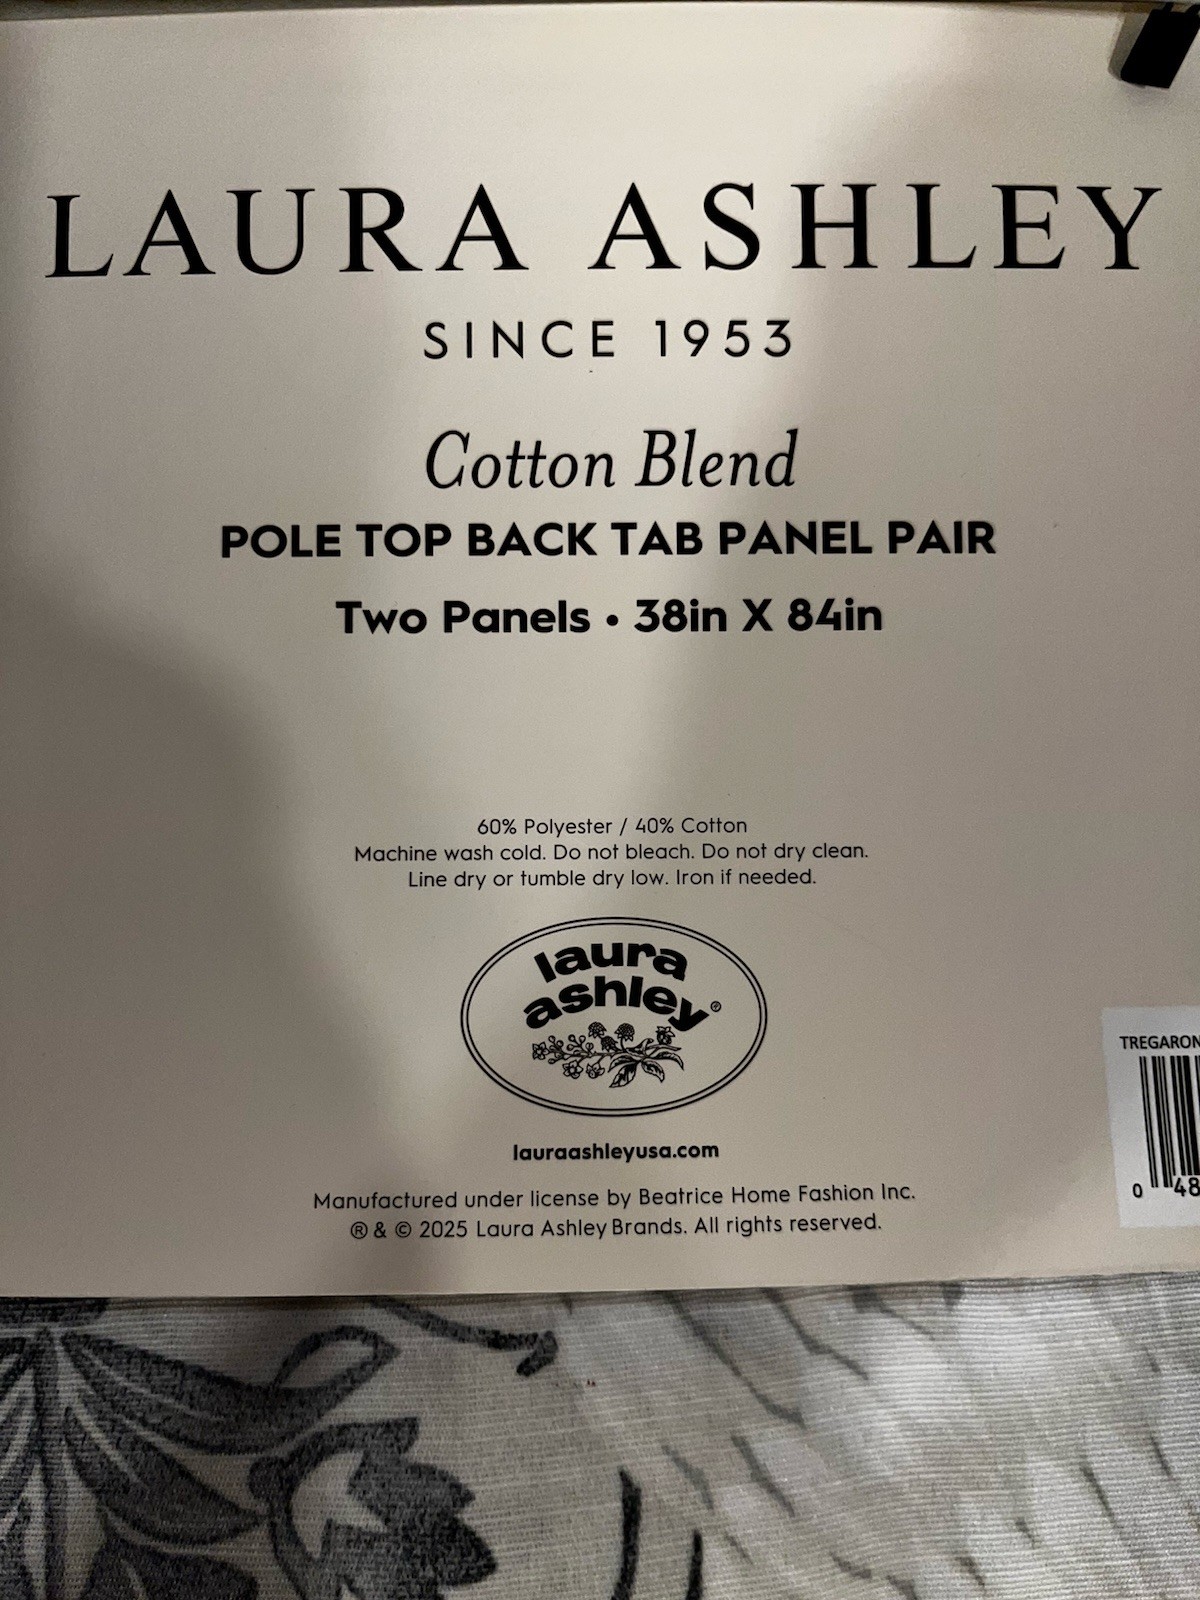 LAURA ASHLEY
SINCE 1953
Cotton Blend
POLE TOP BACK TAB PANEL PAIR
Two Panels • 38in X 84in
60% Polyester / 40% Cotton
Machine wash cold. Do not bleach. Do not dry clean.
Line dry or tumble dry low. Iron if needed.
laura
ashley®
lauraashleyusa.com
Manufactured under license by Beatrice Home Fashion Inc.
® & © 2025 Laura Ashley Brands. All rights reserved.
TREGARON
0 48